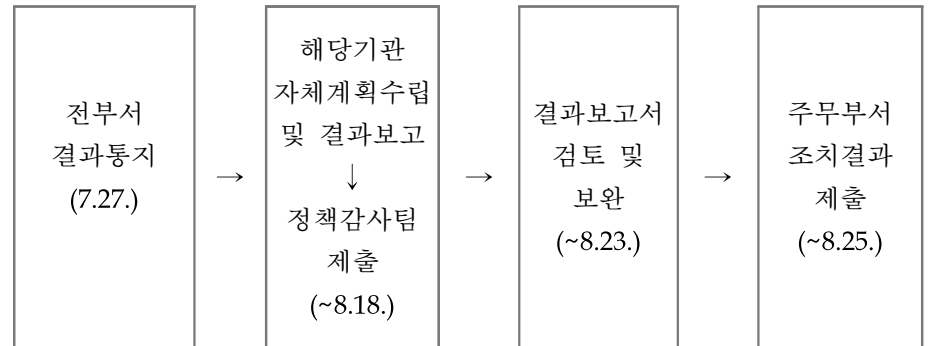 전부서
결과통지
(7.27.)
→
해당기관
자체계획수립
및 결과보고
↓
정책감사팀
제출
(~8.18.)
→
결과보고서
검토 및
보완
(~8.23.)
→
주무부서
조치결과
제출
(~8.25.)